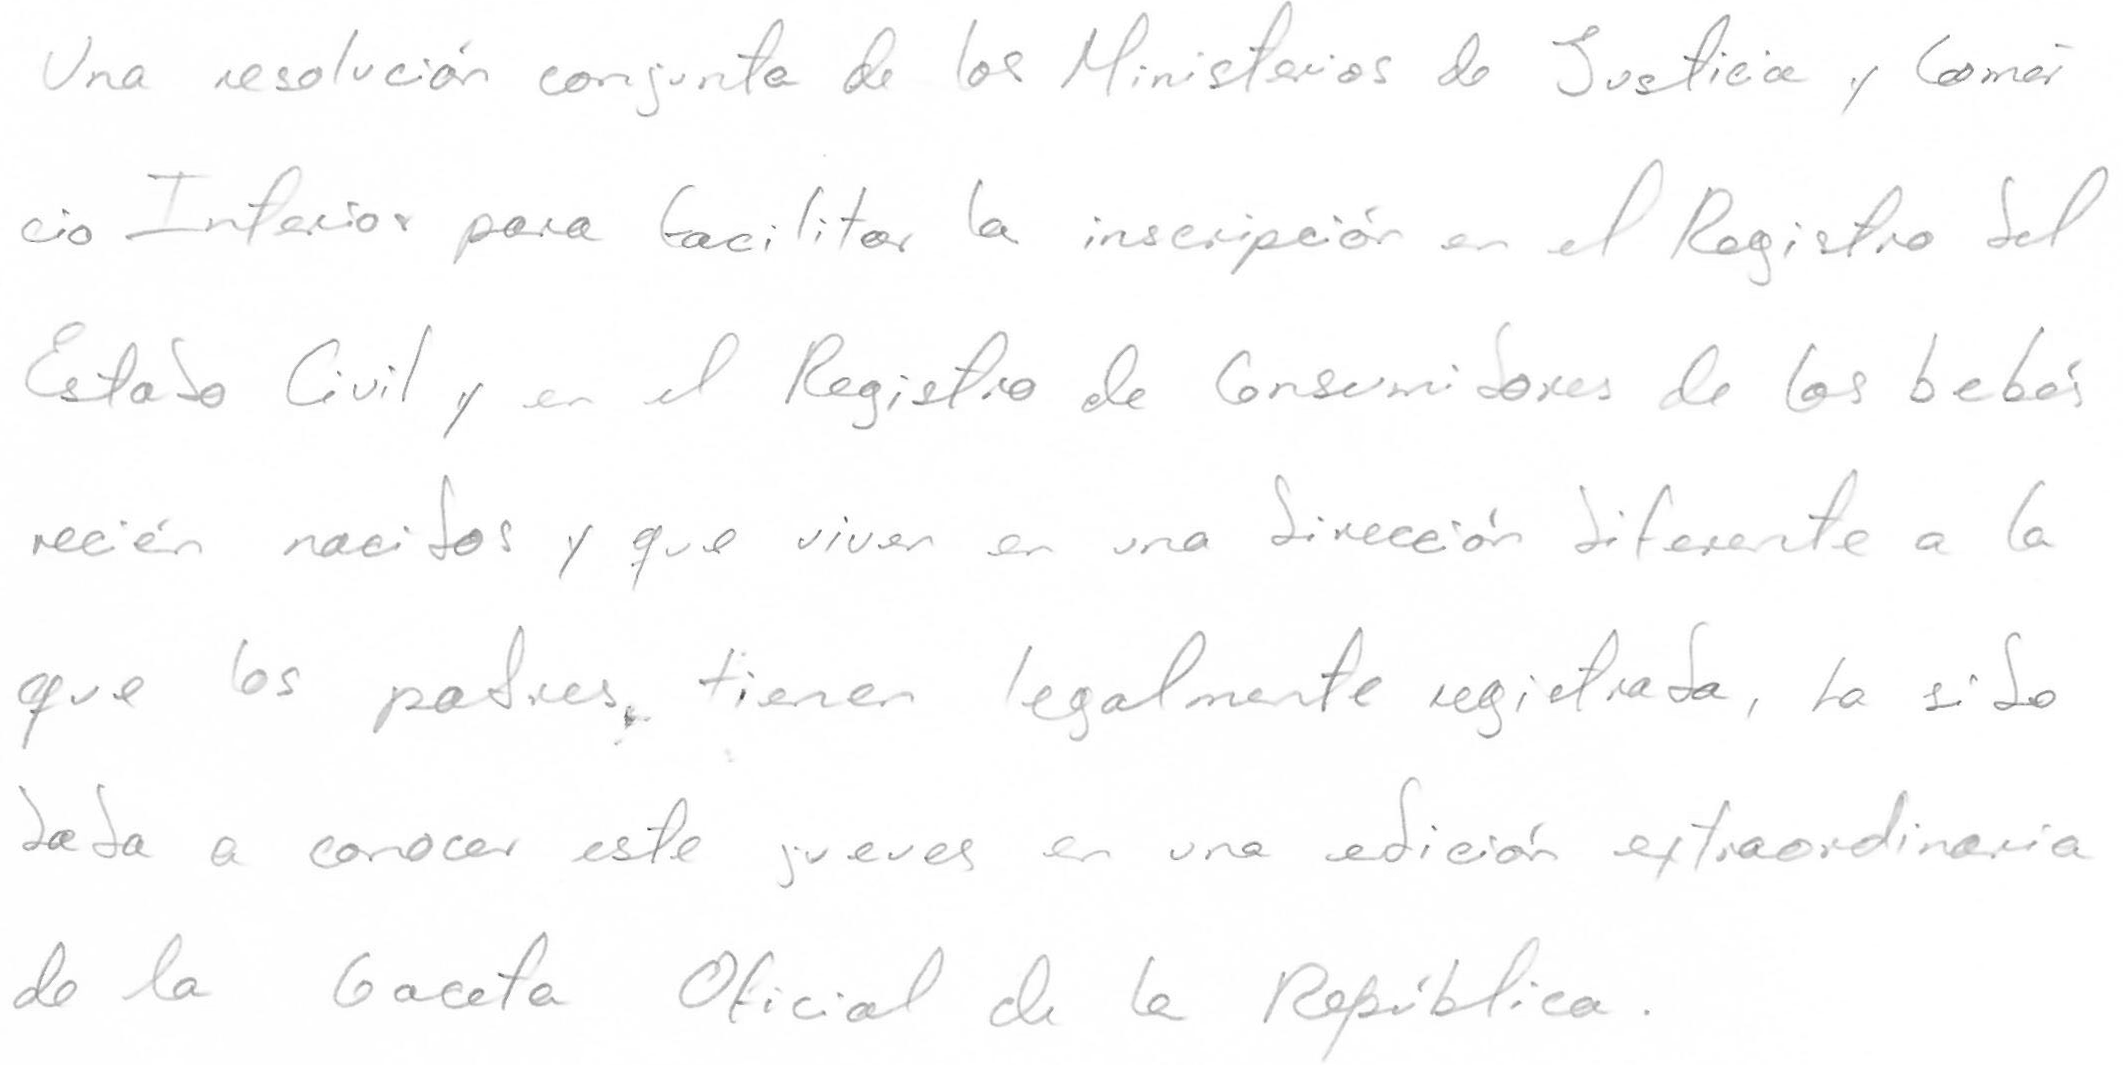 Una resolución conjunta de los Ministerios de Justicia y Comer
cio Interior para facilitar la inscripción en el Registro del
Estado Civil y en el Registro de Consumidores de los bebés
recién nacidos y que viven en una dirección diferente a la
que los padres, tienen legalmente registrada, ha sido
dada a conocer este jueves en una edición extraordinaria
de la Gaceta Oficial de la República.